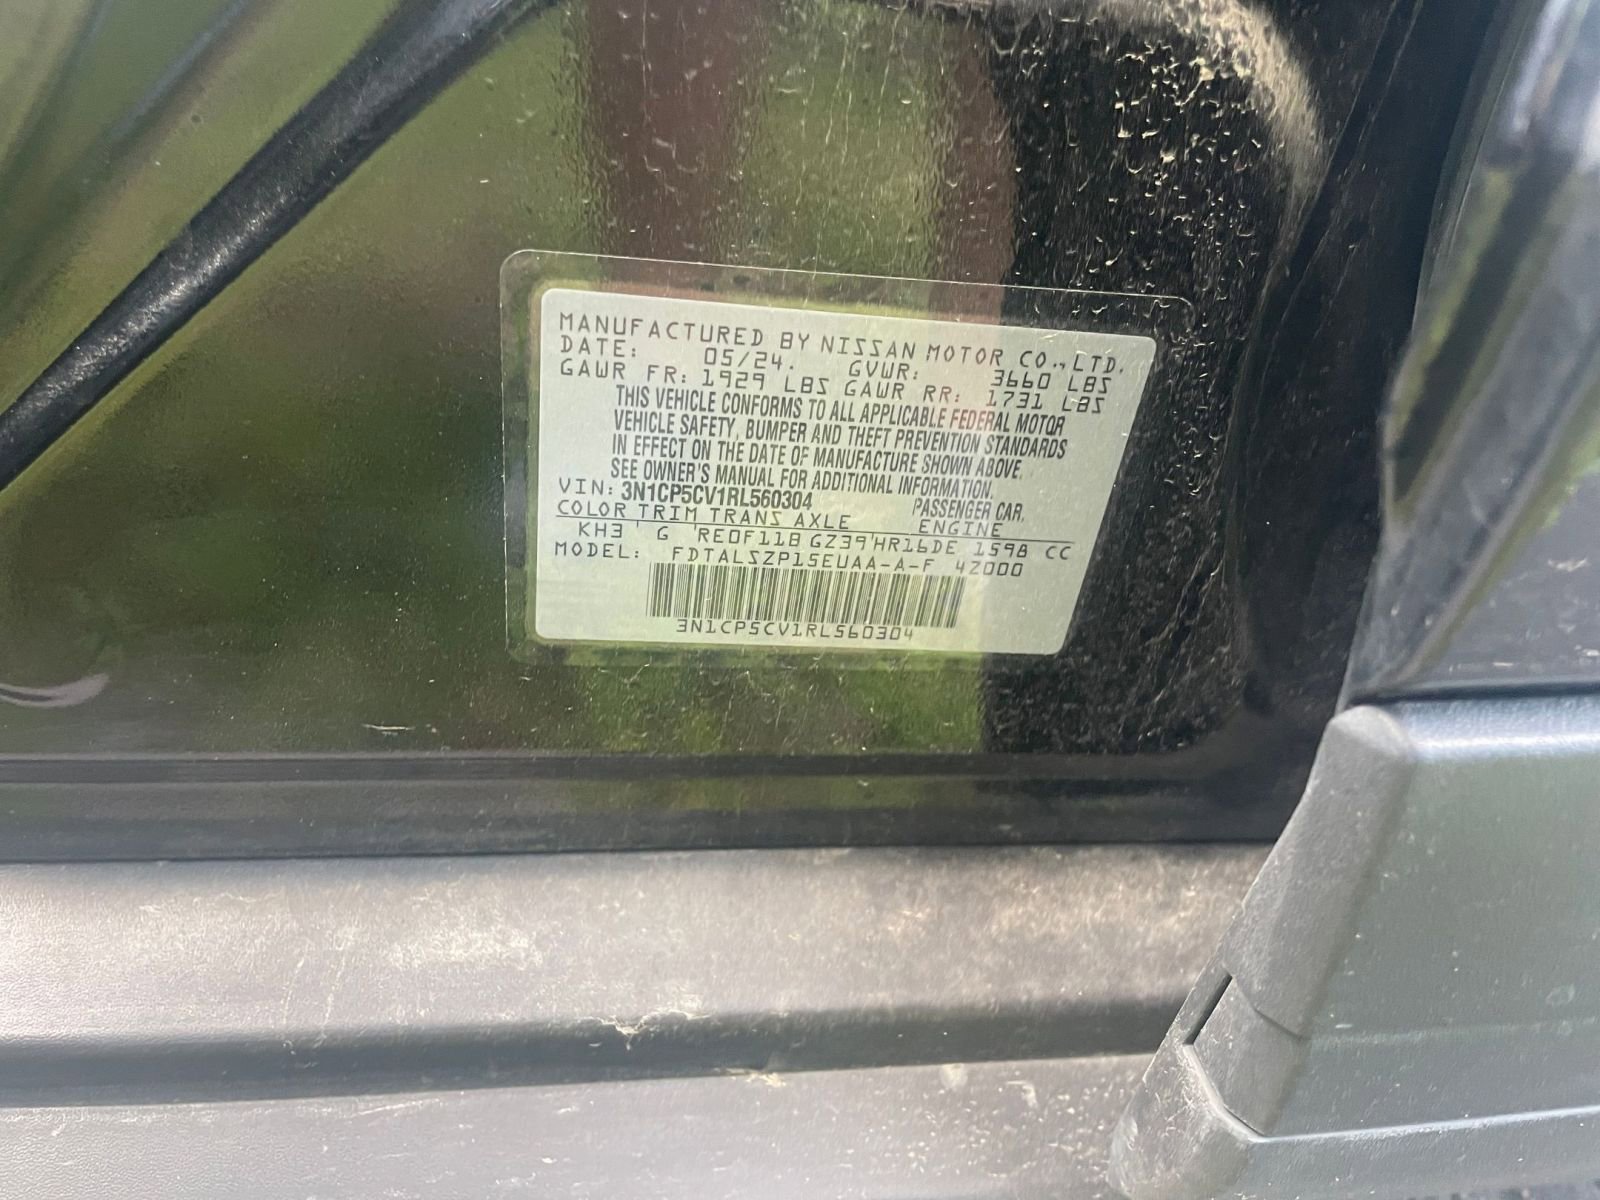 MANUFACTURED BY NISSAN MOTOR CO., LTD.
DATE: 05/24. GVWR: 3660 LBS
GAWR FR: 1929 LBS GAWR RR: 1731 LBS
THIS VEHICLE CONFORMS TO ALL APPLICABLE FEDERAL MOTOR
VEHICLE SAFETY, BUMPER AND THEFT PREVENTION STANDARDS
IN EFFECT ON THE DATE OF MANUFACTURE SHOWN ABOVE.
SEE OWNER'S MANUAL FOR ADDITIONAL INFORMATION.
VIN: 3N1CP5CV1RL560304 PASSENGER CAR.
COLOR TRIM TRANS AXLE ENGINE
KH3 ' G 'RE0F11B GZ39'HR16DE 1598 CC
MODEL: FDTALSZP15EUAA-A-F 42000
3N1CP5CV1RL560304